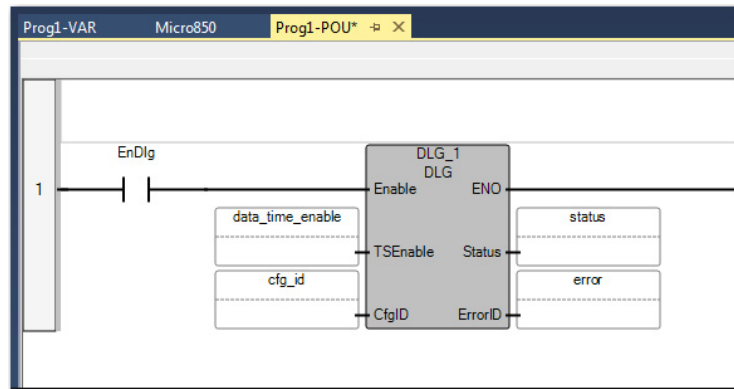 Prog1-VAR Micro850 Prog1-POU*
EnDlg
DLG_1
DLG
1
Enable ENO
data_time_enable status
TSEnable Status
cfg_id error
CfgID ErrorID